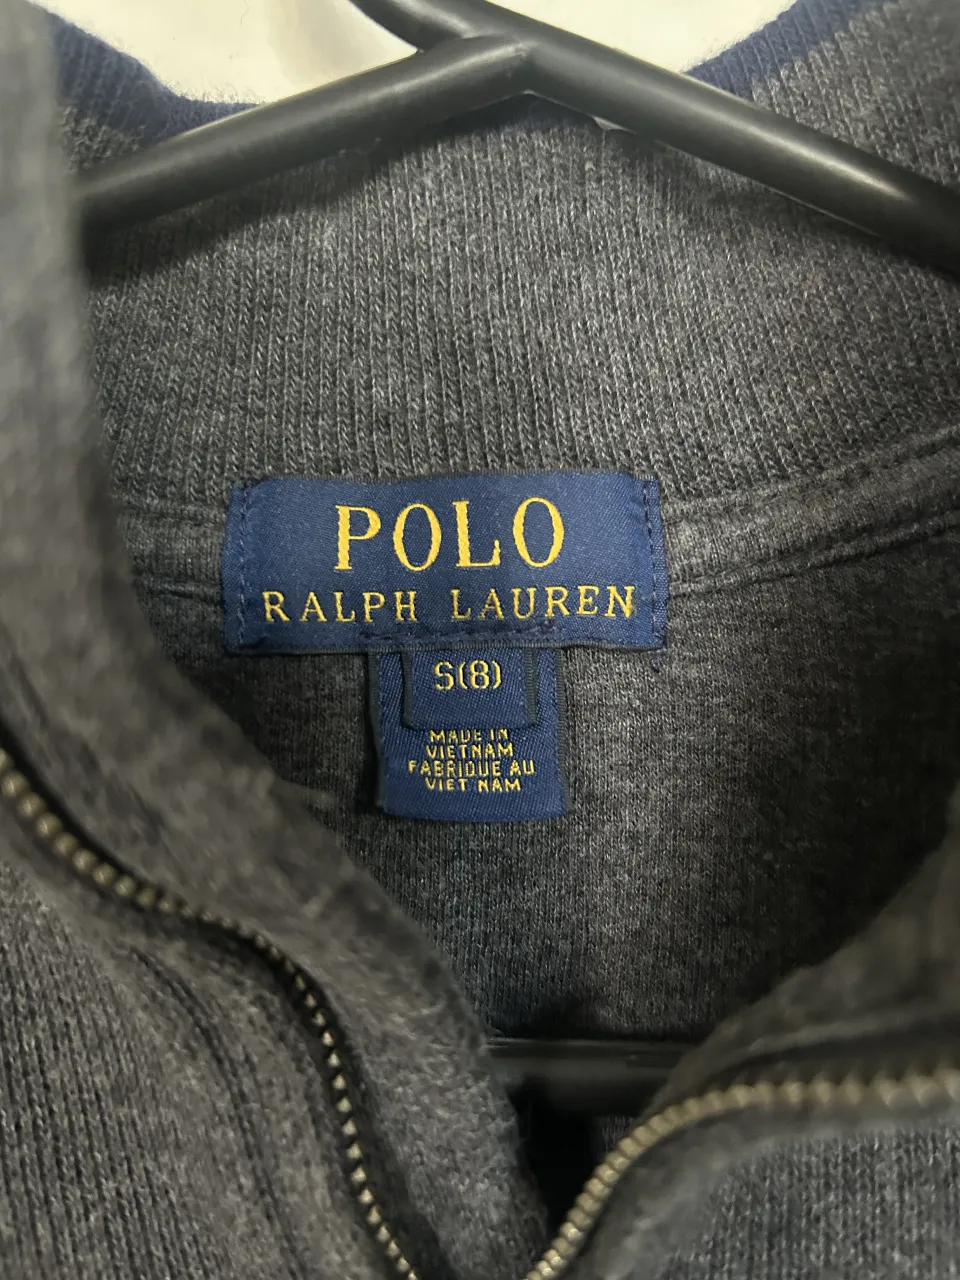 POLO
RALPH LAUREN
S(8)
MADE IN
VIETNAM
FABRIQUE AU
VIET NAM